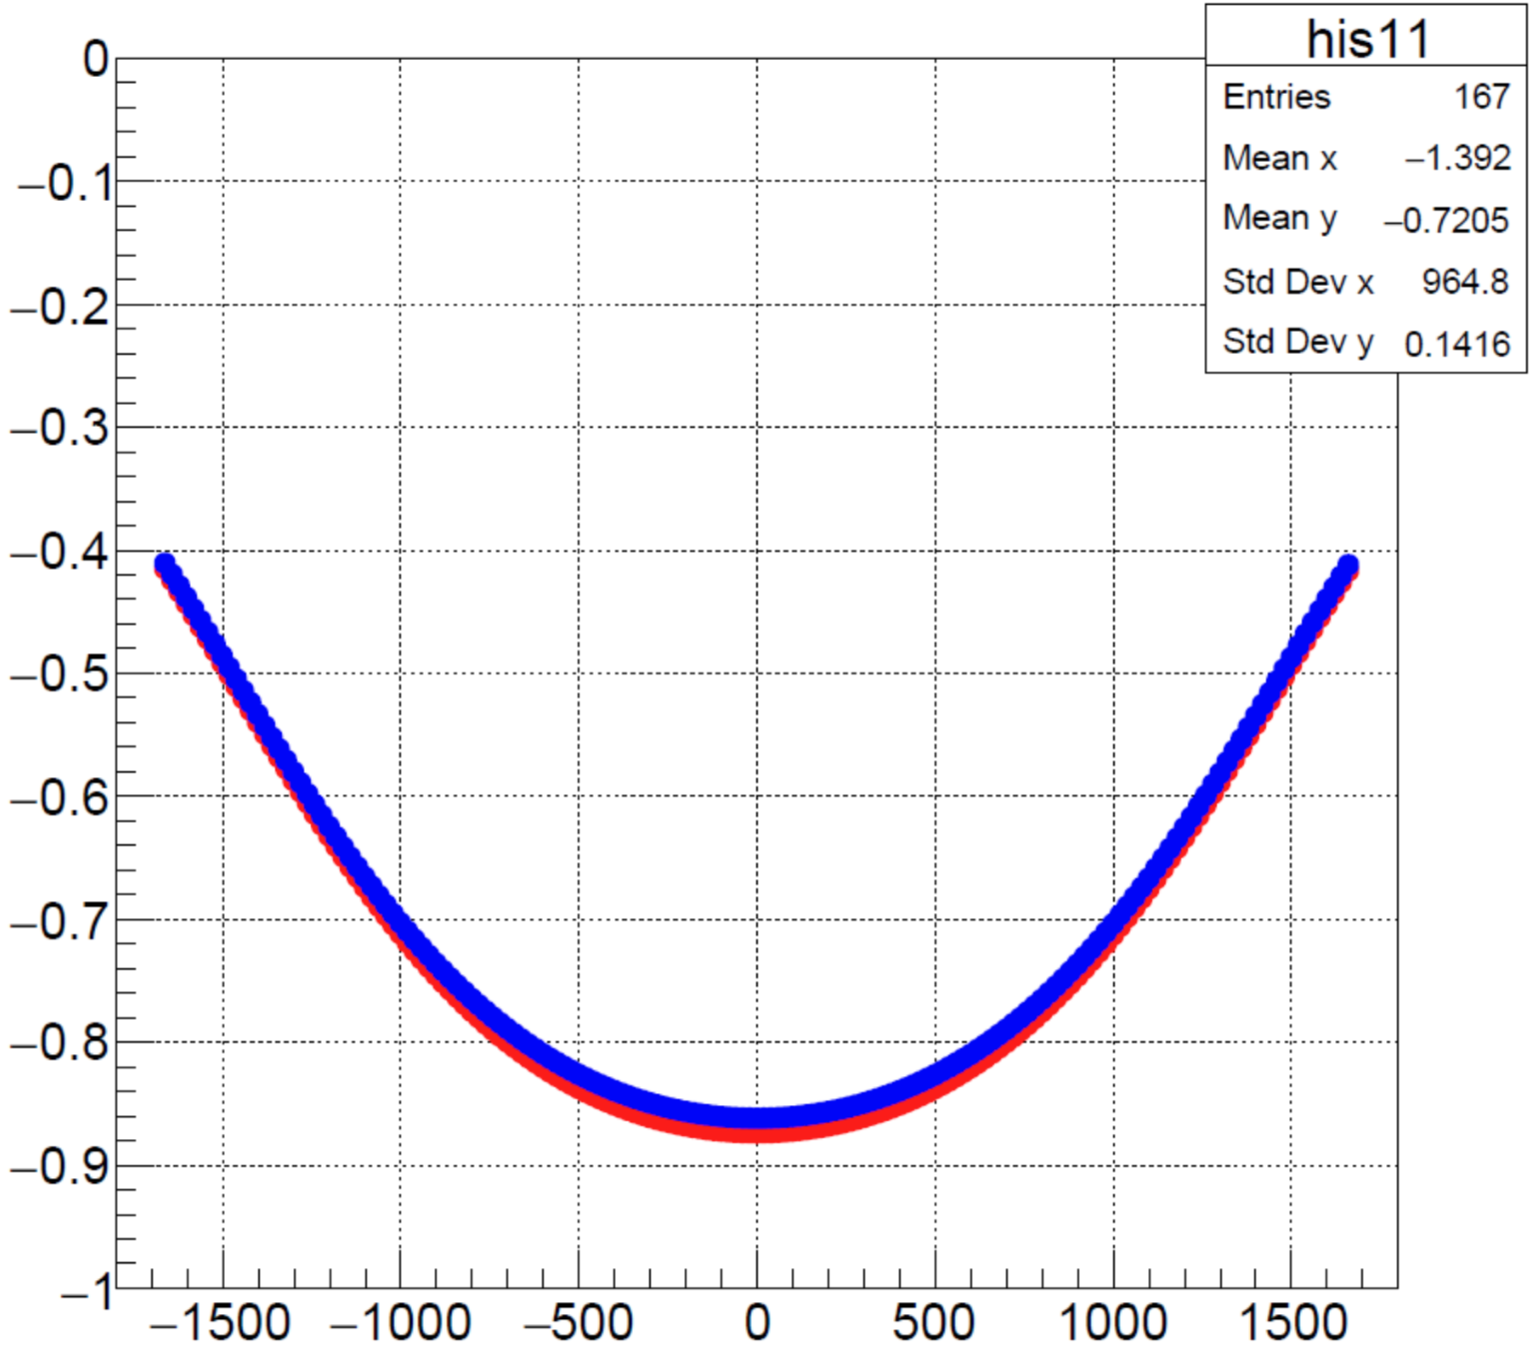 his11
Entries 167
Mean x −1.392
Mean y −0.7205
Std Dev x 964.8
Std Dev y 0.1416
0
−0.1
−0.2
−0.3
−0.4
−0.5
−0.6
−0.7
−0.8
−0.9
−1
−1500 −1000 −500 0 500 1000 1500